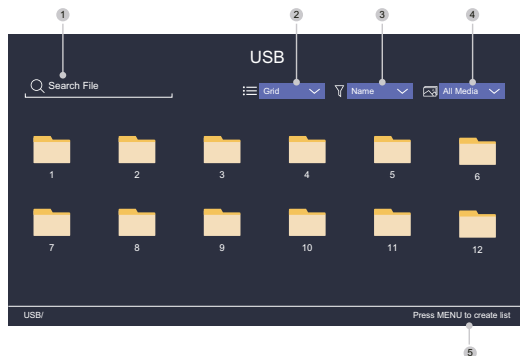 1 2 3 4
USB
Search File
Grid Name All Media
1 2 3 4 5 6
7 8 9 10 11 12
USB/ Press MENU to create list
5